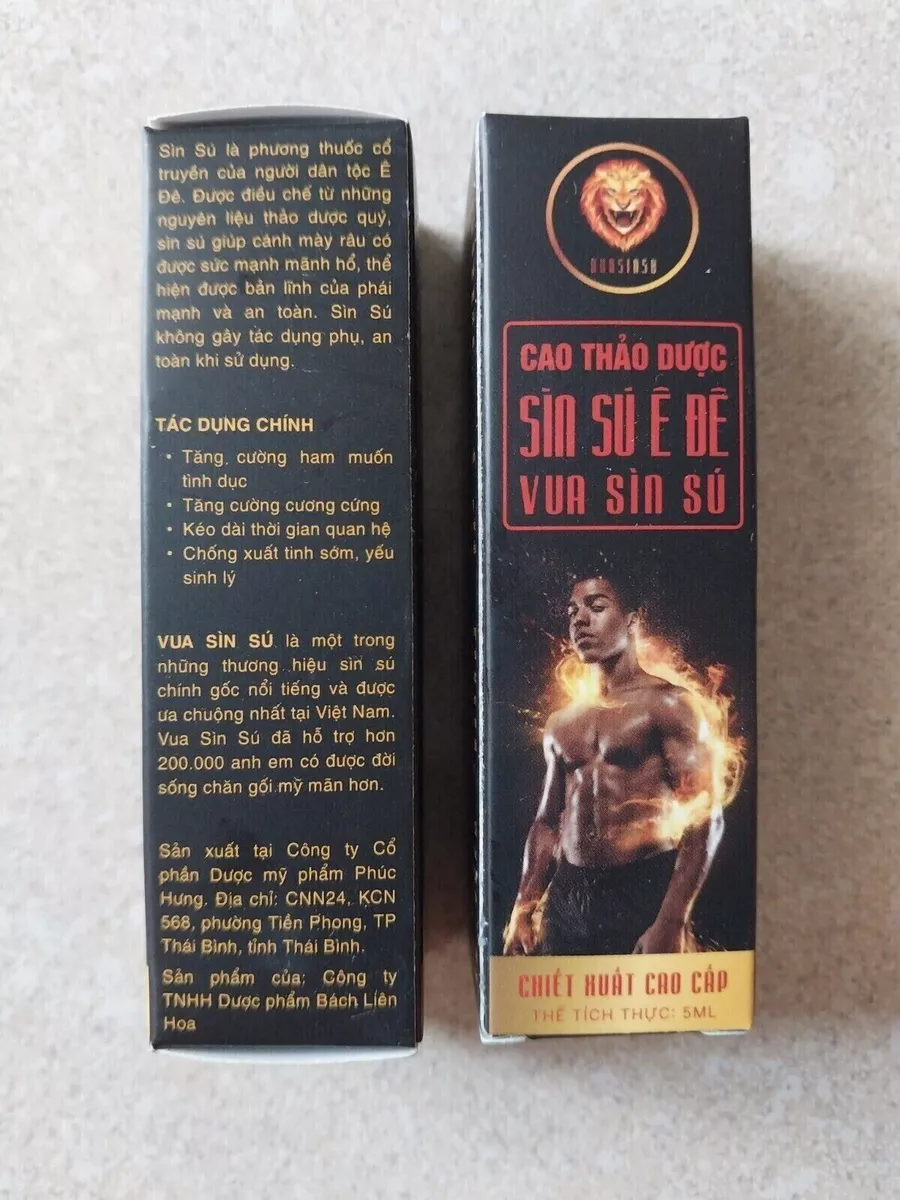 Sìn Sú là phương thuốc cổ
truyền của người dân tộc Ê
Đê. Được điều chế từ những
nguyên liệu thảo dược quý,
sìn sú giúp cánh mày râu có
được sức mạnh mãnh hổ, thể
hiện được bản lĩnh của phái
mạnh và an toàn. Sìn Sú
không gây tác dụng phụ, an
toàn khi sử dụng.
TÁC DỤNG CHÍNH
• Tăng cường ham muốn
tình dục
• Tăng cường cương cứng
• Kéo dài thời gian quan hệ
• Chống xuất tinh sớm, yếu
sinh lý
VUA SÌN SÚ là một trong
những thương hiệu sìn sú
chính gốc nổi tiếng và được
ưa chuộng nhất tại Việt Nam.
Vua Sìn Sú đã hỗ trợ hơn
200.000 anh em có được đời
sống chăn gối mỹ mãn hơn.
Sản xuất tại Công ty Cổ
phần Dược mỹ phẩm Phúc
Hưng. Địa chỉ: CNN24, KCN
568, phường Tiền Phong, TP
Thái Bình, tỉnh Thái Bình.
Sản phẩm của: Công ty
TNHH Dược phẩm Bách Liên
Hoa
CAO THẢO DƯỢC
SÌN SÚ Ê ĐÊ
VUA SÌN SÚ
CHIẾT XUẤT CAO CẤP
THỂ TÍCH THỰC: 5ML